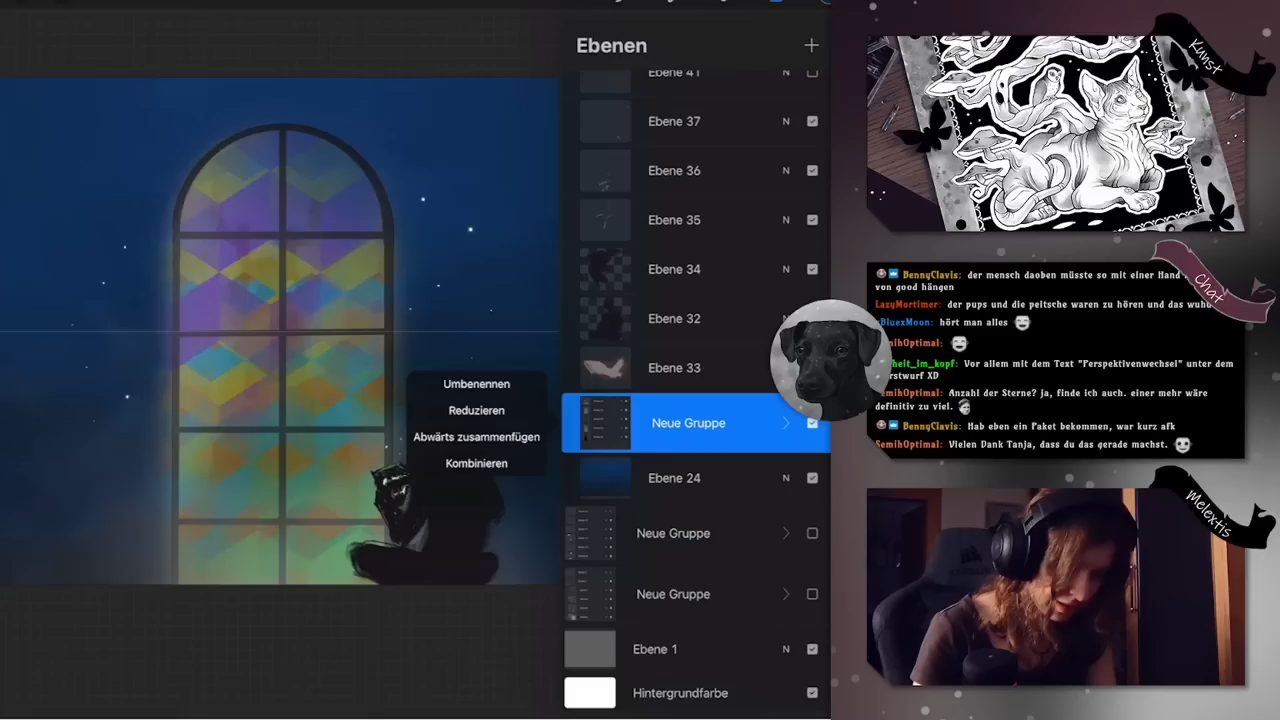 Ebenen
Ebene 41 N
Ebene 37 N
Ebene 36 N
Ebene 35 N
Ebene 34 N
Ebene 32 N
Ebene 33
Neue Gruppe
Ebene 24 N
Neue Gruppe
Neue Gruppe
Ebene 1 N
Hintergrundfarbe
Umbenennen
Reduzieren
Abwärts zusammenfügen
Kombinieren
Kunst
Chat
BennyClavis: der mensch daoben müsste so mit einer Hand
von good hängen
LazyMortimer: der pups und die peitsche waren zu hören und das
BluexMoon: hört man alles
Vor allem mit dem Text "Perspektivenwechsel" unter dem
XD
Anzahl der Sterne? ja, finde ich auch. einer mehr wäre
definitiv zu viel.
BennyClavis: Hab eben ein Paket bekommen, war kurz afk
SemihOptimal: Vielen Dank Tanja, dass du das gerade machst.
Melextis